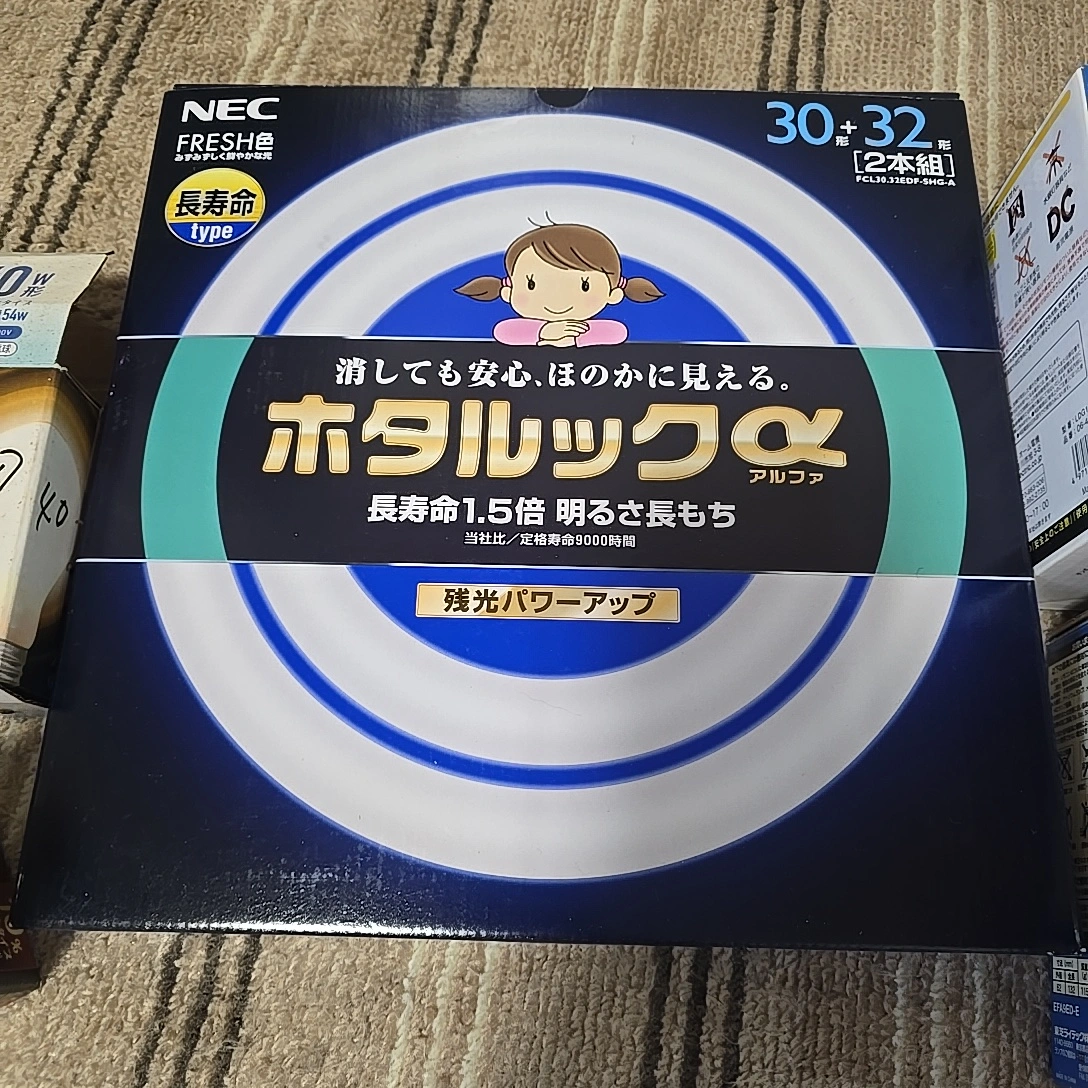 NEC
FRESH色
みずみずしく鮮やかな光
長寿命
type
30形+32形
[2本組]
FCL30.32EDF-SHG-A
消しても安心、ほのかに見える。
ホタルックα
アルファ
長寿命1.5倍 明るさ長もち
当社比/定格寿命9000時間
残光パワーアップ
W
形
54W
40
DC
EFA9ED-E